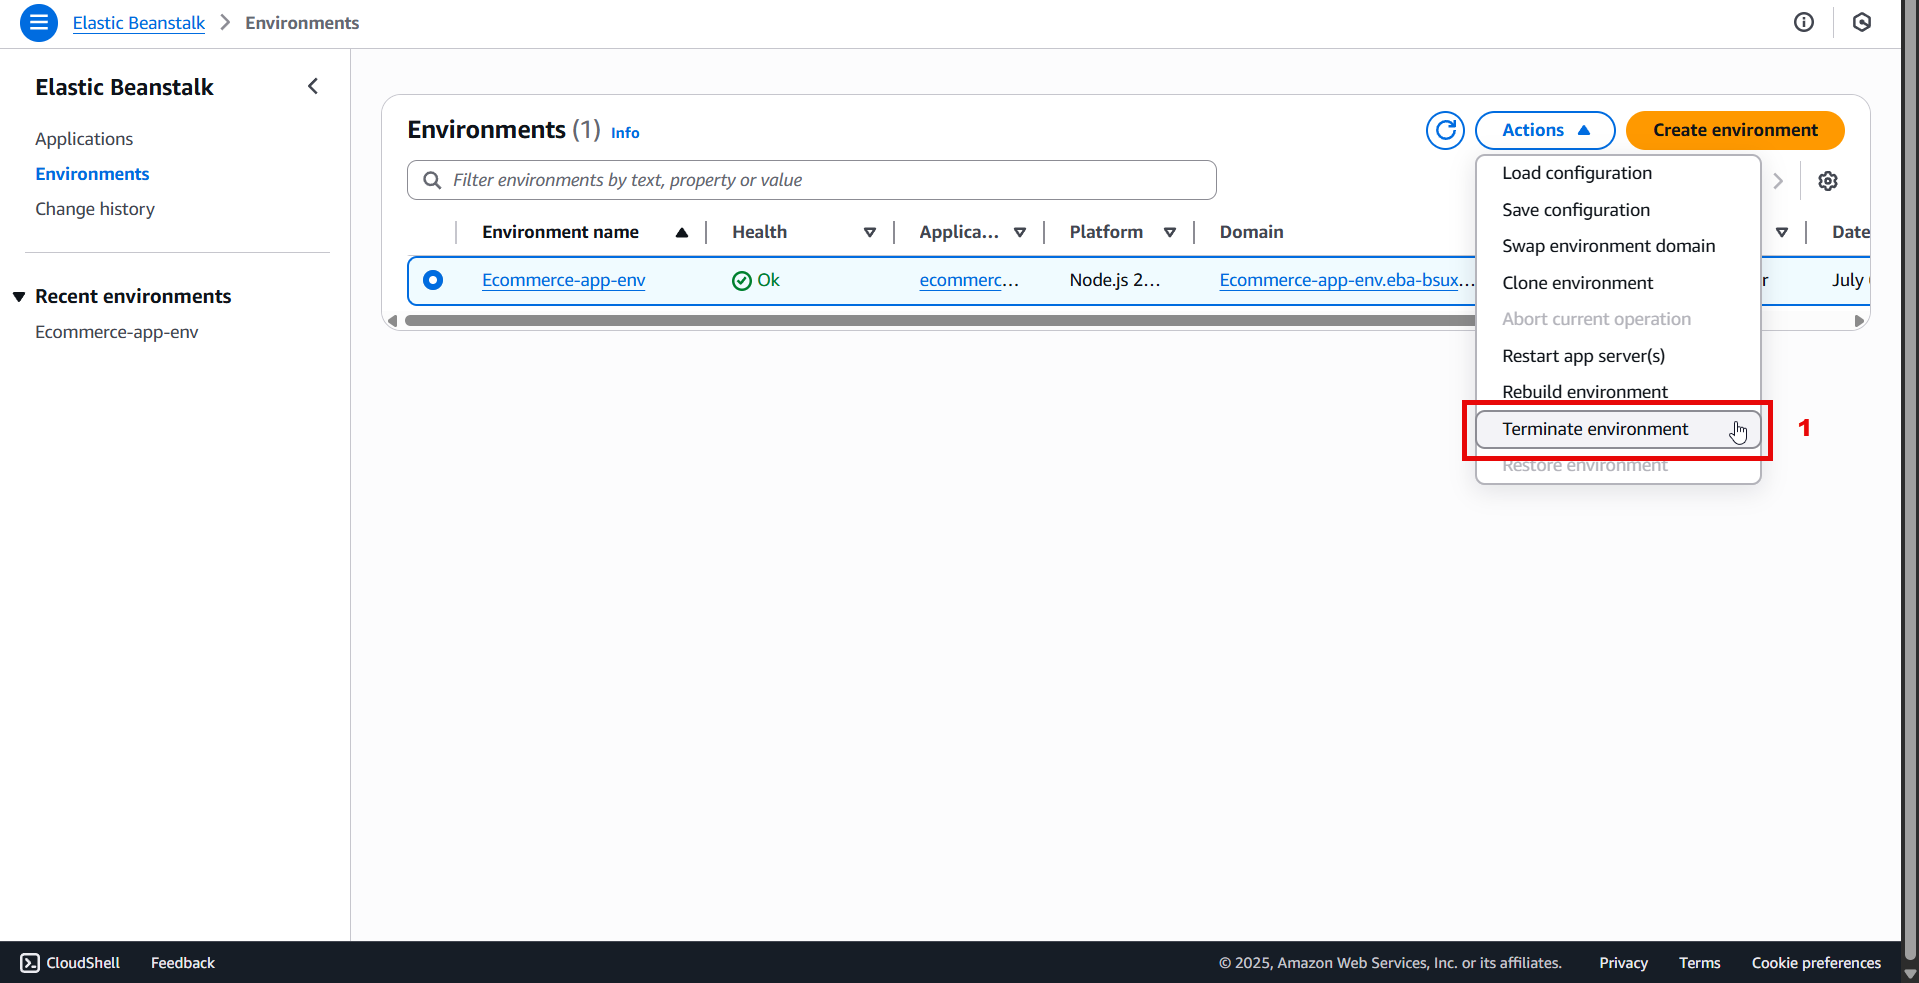 Elastic Beanstalk > Environments
Elastic Beanstalk
Applications
Environments
Change history
Recent environments
Ecommerce-app-env
Environments (1) Info
Actions
Create environment
Filter environments by text, property or value
Environment name Health Applica... Platform Domain Date
Ecommerce-app-env Ok ecommerc... Node.js 2... Ecommerce-app-env.eba-bsux... r July
Load configuration
Save configuration
Swap environment domain
Clone environment
Abort current operation
Restart app server(s)
Rebuild environment
Terminate environment 1
Restore environment
CloudShell Feedback © 2025, Amazon Web Services, Inc. or its affiliates. Privacy Terms Cookie preferences